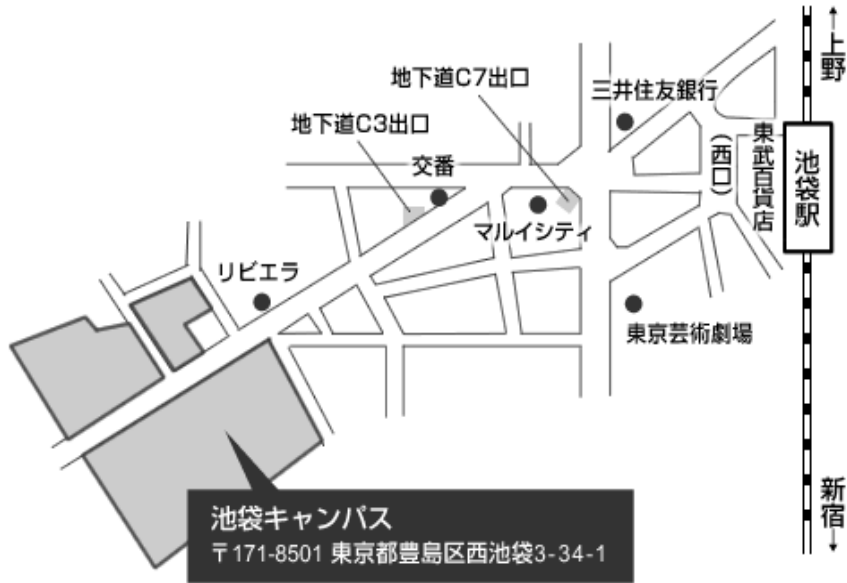 上野
地下道C7出口
三井住友銀行
地下道C3出口
東武百貨店
(西口)
池袋駅
交番
マルイシティ
リビエラ
東京芸術劇場
新宿
池袋キャンパス
〒171-8501 東京都豊島区西池袋3-34-1